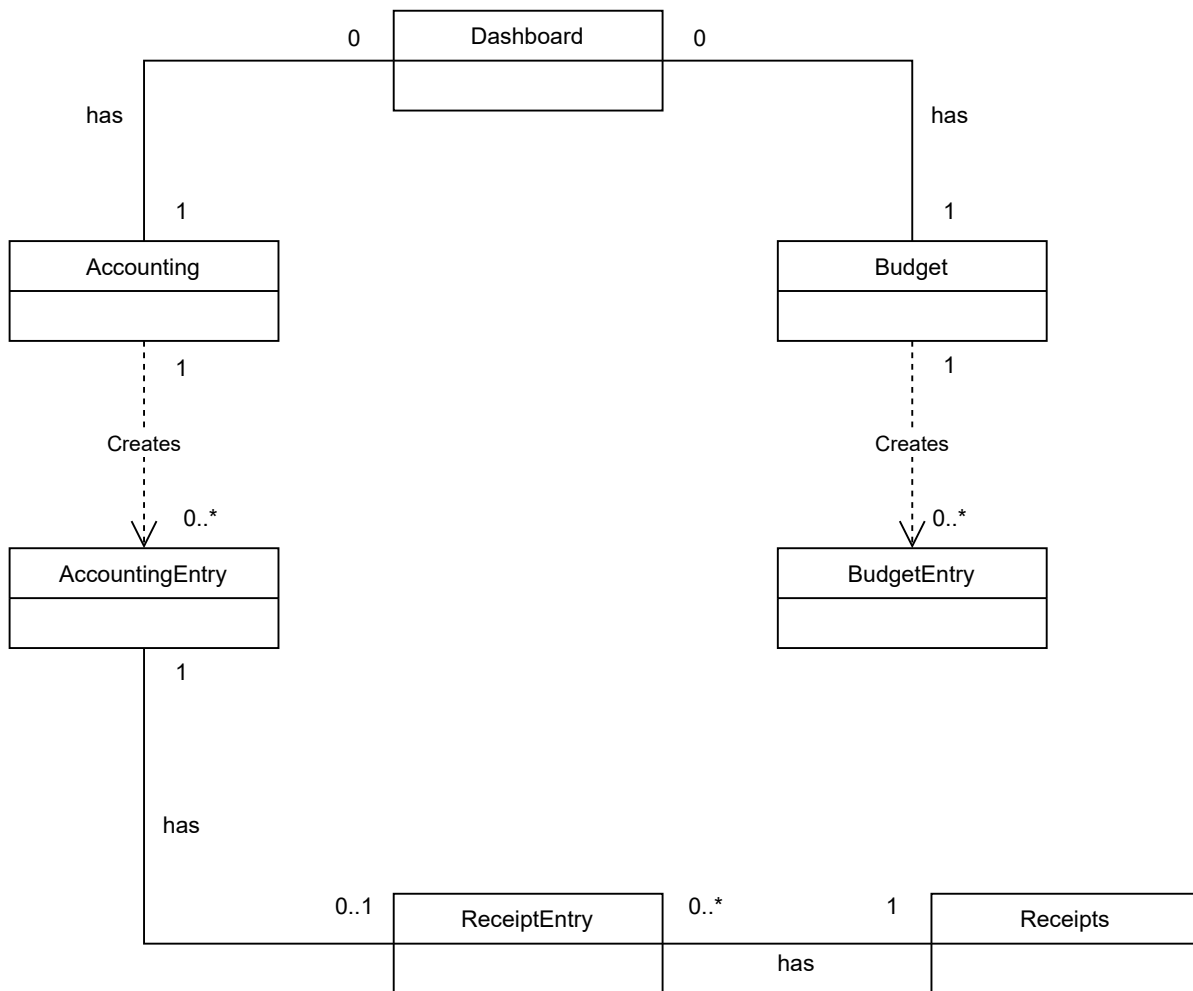 Dashboard
0
0
has
has
1
1
Accounting
Budget
1
1
Creates
Creates
0..*
0..*
AccountingEntry
BudgetEntry
1
has
0..1
ReceiptEntry
0..*
1
Receipts
has